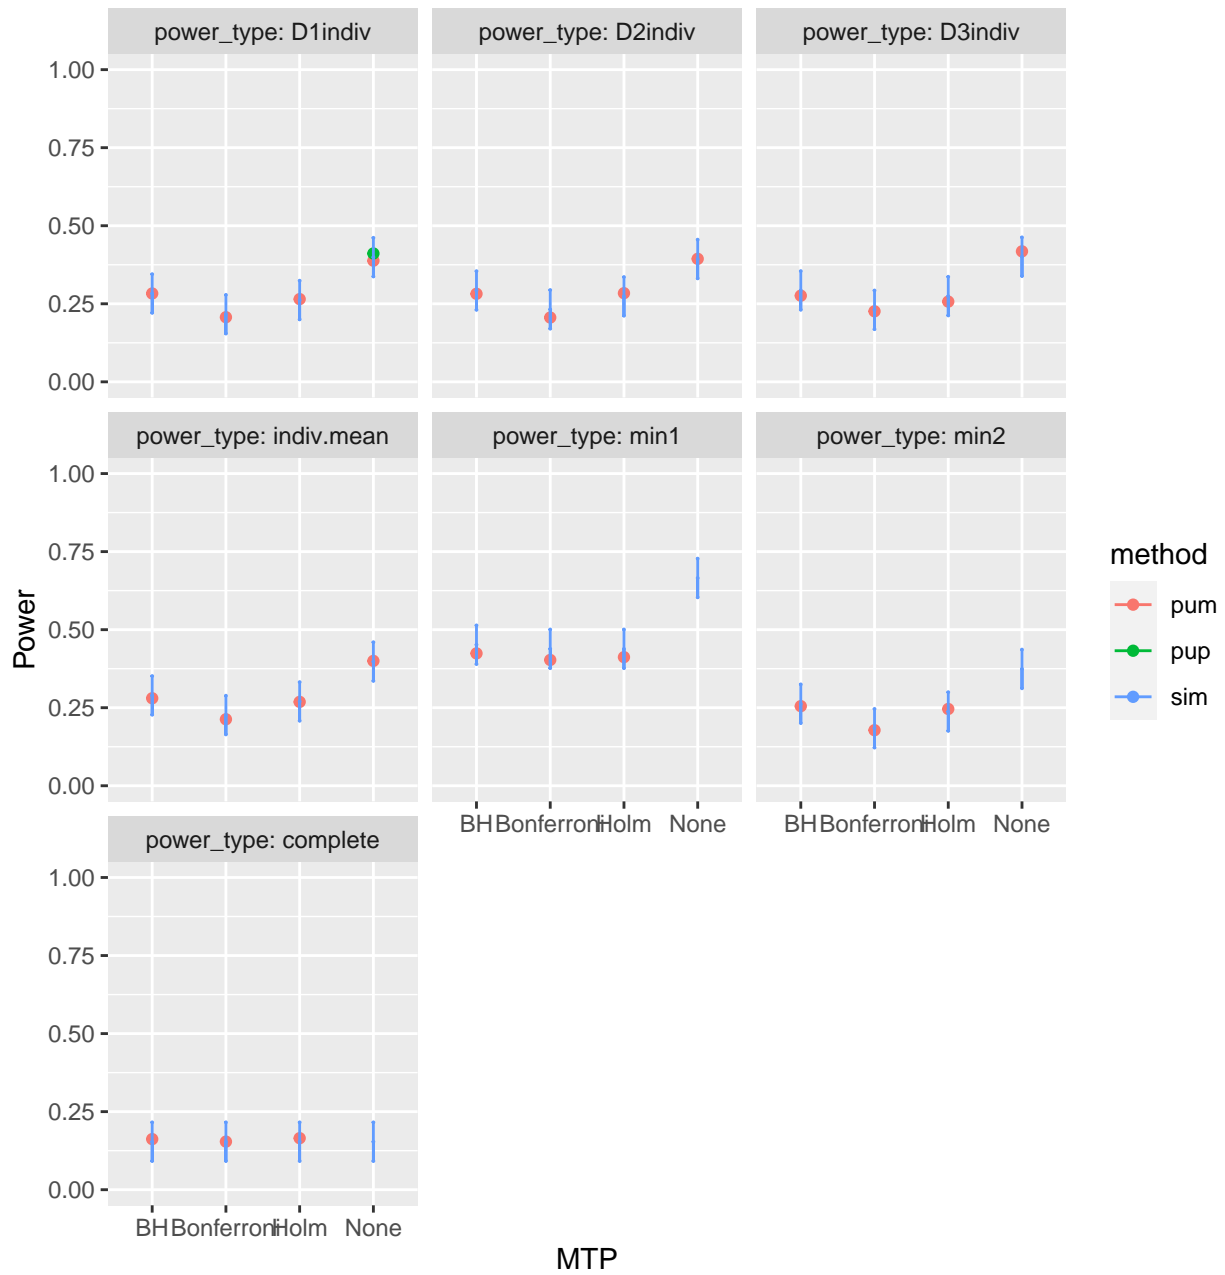 power_type: D1indiv
power_type: D2indiv
power_type: D3indiv
1.00
0.75
0.50
0.25
0.00
power_type: indiv.mean
power_type: min1
power_type: min2
1.00
0.75
0.50
0.25
0.00
BH Bonferroni Holm None
BH Bonferroni Holm None
power_type: complete
1.00
0.75
0.50
0.25
0.00
BH Bonferroni Holm None
MTP
Power
method
pum
pup
sim